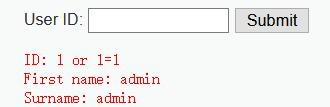 User ID: Submit
ID: 1 or 1=1
First name: admin
Surname: admin